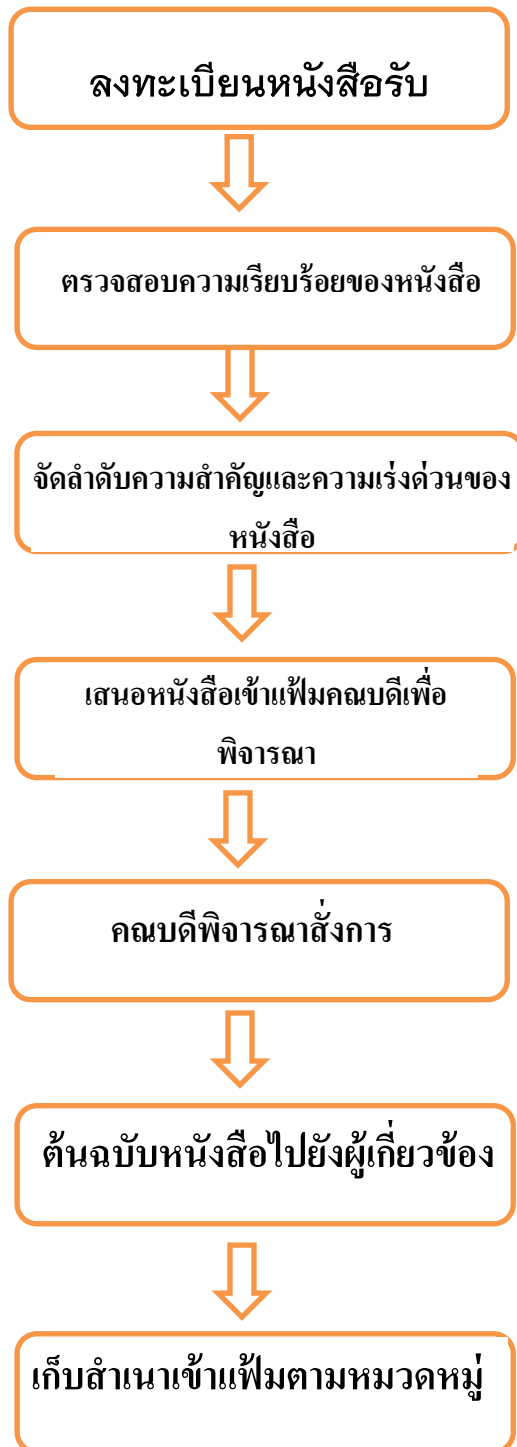 ลงทะเบียนหนังสือรับ
ตรวจสอบความเรียบร้อยของหนังสือ
จัดลำดับความสำคัญและความเร่งด่วนของ
หนังสือ
เสนอหนังสือเข้าแฟ้มคณบดีเพื่อ
พิจารณา
คณบดีพิจารณาสั่งการ
ต้นฉบับหนังสือไปยังผู้เกี่ยวข้อง
เก็บสำเนาเข้าแฟ้มตามหมวดหมู่